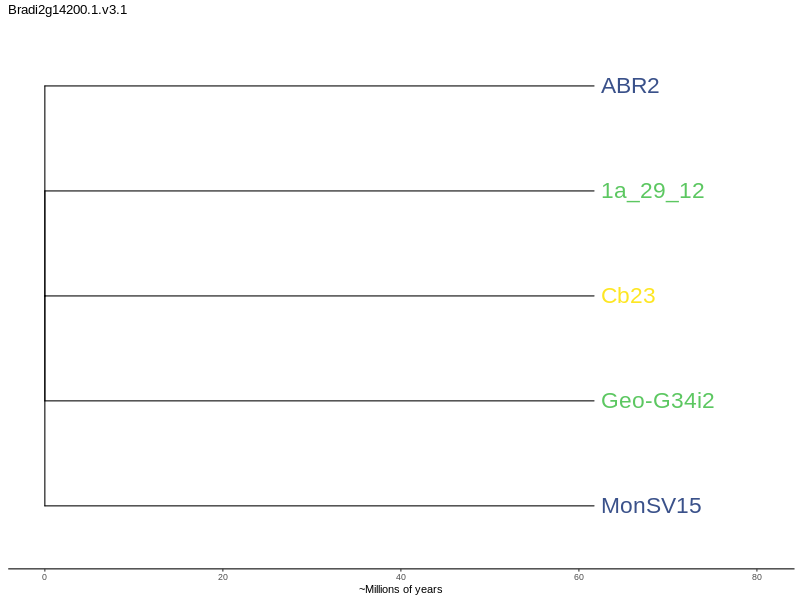 Bradi2g14200.1.v3.1
ABR2
1a_29_12
Cb23
Geo-G34i2
MonSV15
0 20 40 60 80
~Millions of years